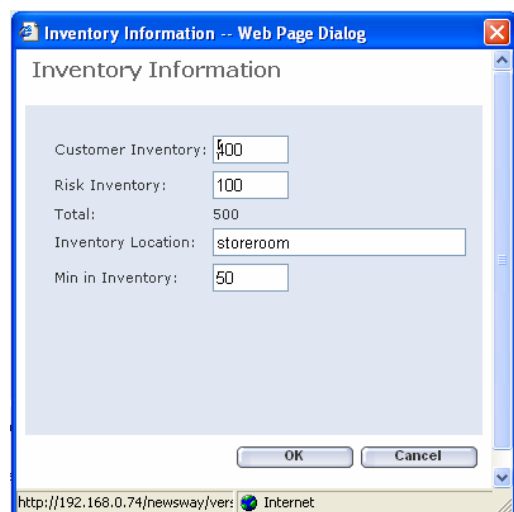 Inventory Information -- Web Page Dialog
Inventory Information
Customer Inventory: 400
Risk Inventory: 100
Total: 500
Inventory Location: storeroom
Min in Inventory: 50
OK Cancel
http://192.168.0.74/newsway/ver: Internet